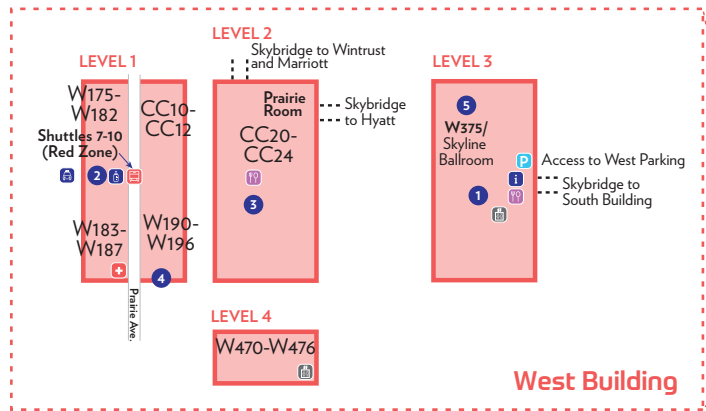 LEVEL 1
W175-
W182
CC10-
CC12
Shuttles 7-10
(Red Zone)
2
W183-
W187
W190-
W196
4
Prairie Ave.
LEVEL 2
Skybridge to Wintrust
and Marriott
Prairie
Room
Skybridge
to Hyatt
CC20-
CC24
3
LEVEL 3
5
W375/
Skyline
Ballroom
P
Access to West Parking
i
1
Skybridge to
South Building
LEVEL 4
W470-W476
West Building